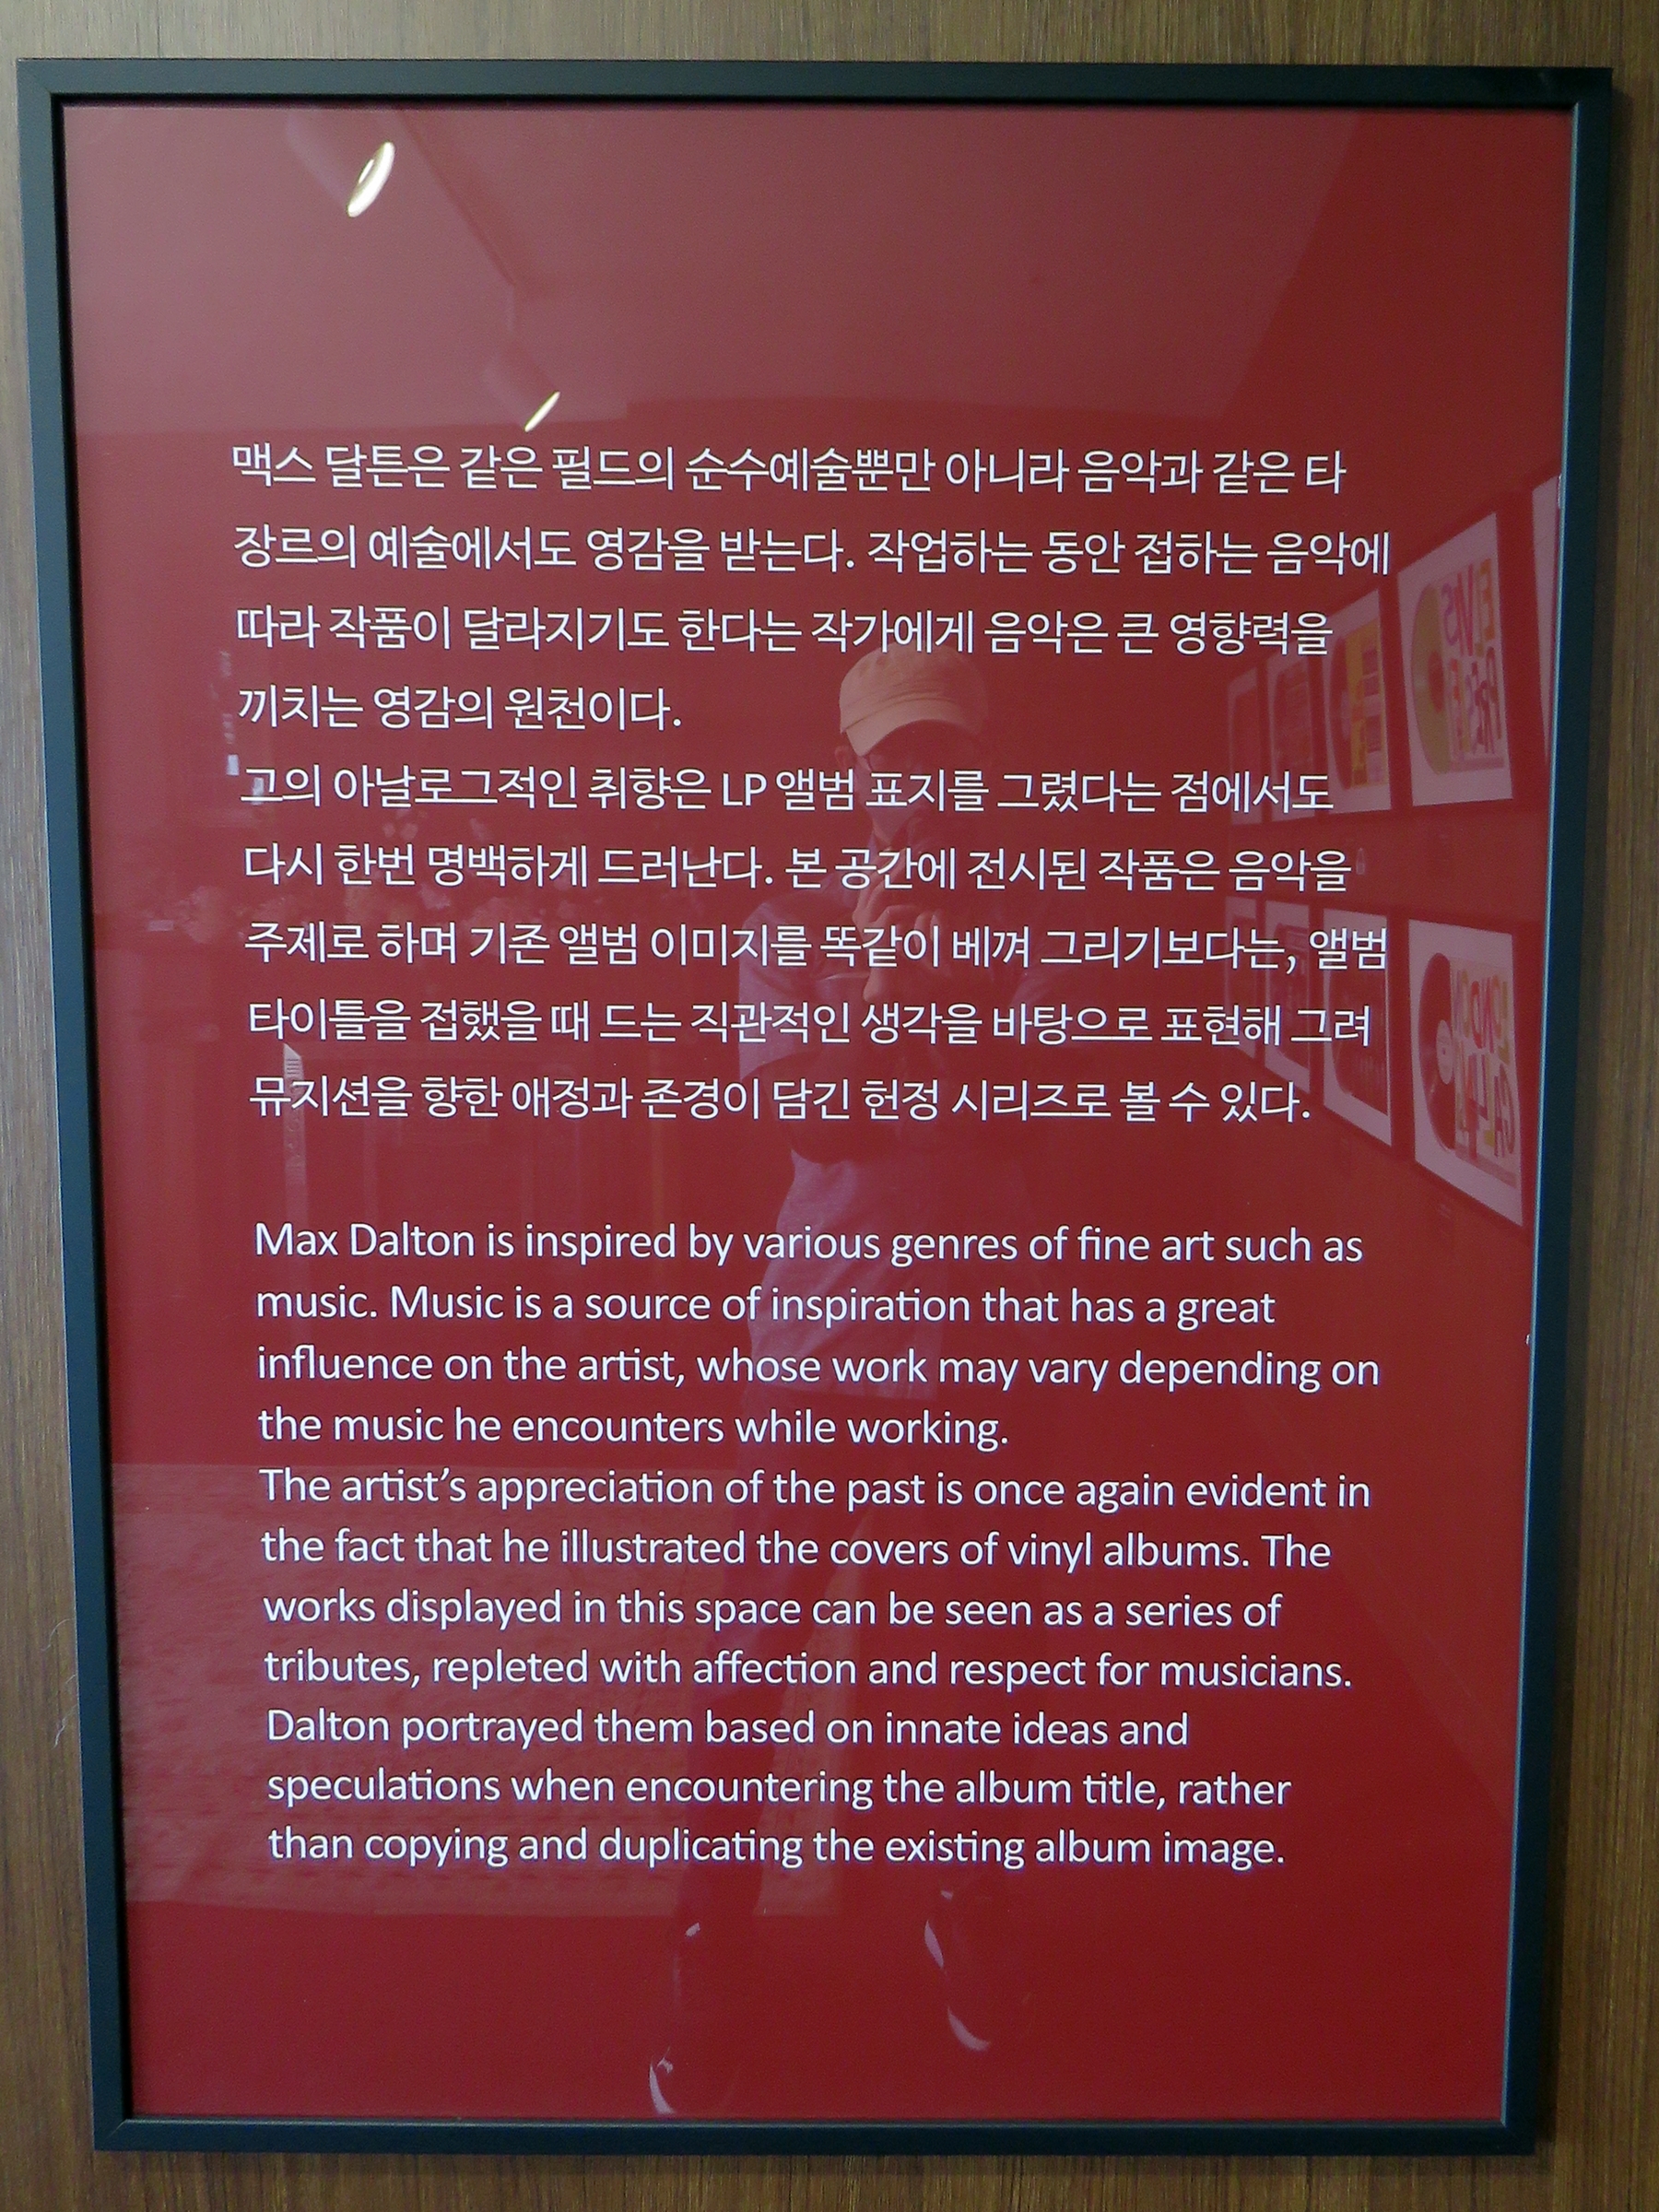 맥스 달튼은 같은 필드의 순수예술뿐만 아니라 음악과 같은 타
장르의 예술에서도 영감을 받는다. 작업하는 동안 접하는 음악에
따라 작품이 달라지기도 한다는 작가에게 음악은 큰 영향력을
끼치는 영감의 원천이다.
그의 아날로그적인 취향은 LP 앨범 표지를 그렸다는 점에서도
다시 한번 명백하게 드러난다. 본 공간에 전시된 작품은 음악을
주제로 하며 기존 앨범 이미지를 똑같이 베껴 그리기보다는, 앨범
타이틀을 접했을 때 드는 직관적인 생각을 바탕으로 표현해 그려
뮤지션을 향한 애정과 존경이 담긴 헌정 시리즈로 볼 수 있다.
Max Dalton is inspired by various genres of fine art such as
music. Music is a source of inspiration that has a great
influence on the artist, whose work may vary depending on
the music he encounters while working.
The artist's appreciation of the past is once again evident in
the fact that he illustrated the covers of vinyl albums. The
works displayed in this space can be seen as a series of
tributes, repleted with affection and respect for musicians.
Dalton portrayed them based on innate ideas and
speculations when encountering the album title, rather
than copying and duplicating the existing album image.